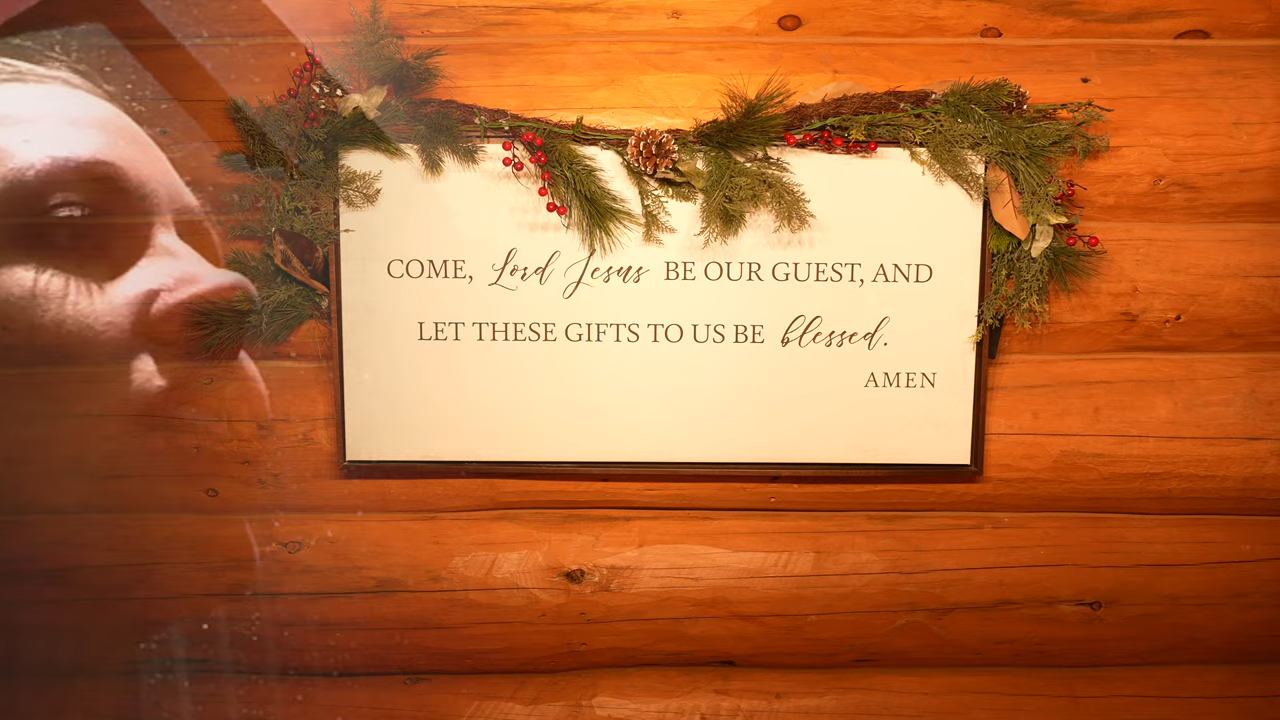 COME, Lord Jesus BE OUR GUEST, AND
LET THESE GIFTS TO US BE blessed.
AMEN